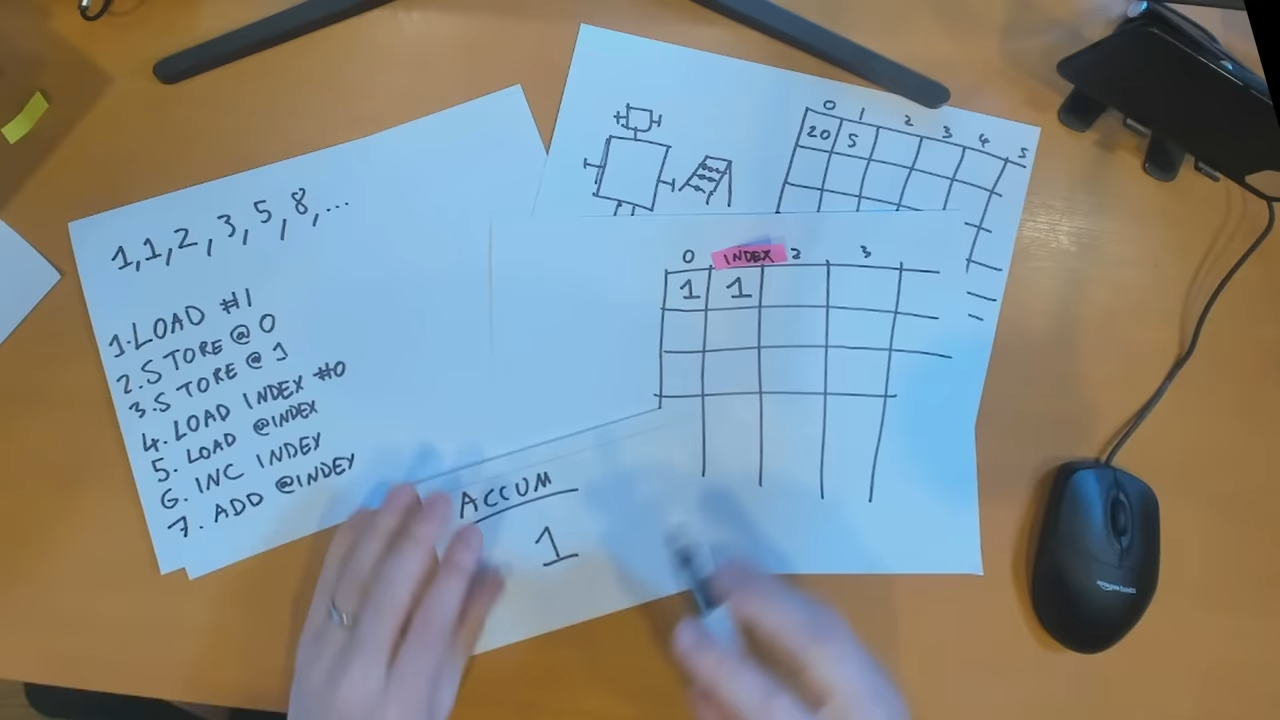 1,1,2,3,5,8,...
1.LOAD #1
2.STORE @ 0
3.STORE @ 1
4. LOAD INDEX #0
5. LOAD @INDEX
6. INC INDEX
7. ADD @INDEX
0 1 2 3 4 5
20 5
0 INDEX 2 3
1 1
ACCUM
1
amazon basics